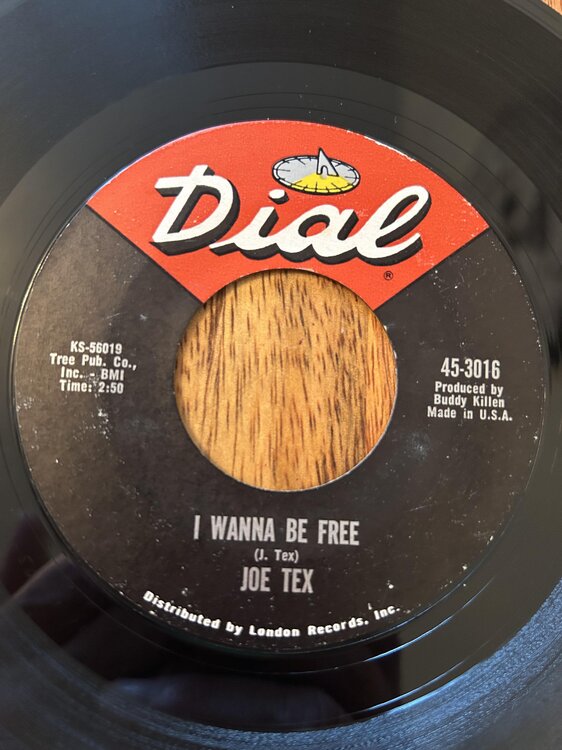 Dial
®
KS-56019
Tree Pub. Co.,
Inc. - BMI
Time: 2:50
45-3016
Produced by
Buddy Killen
Made in U.S.A.
I WANNA BE FREE
(J. Tex)
JOE TEX
Distributed by London Records, Inc.